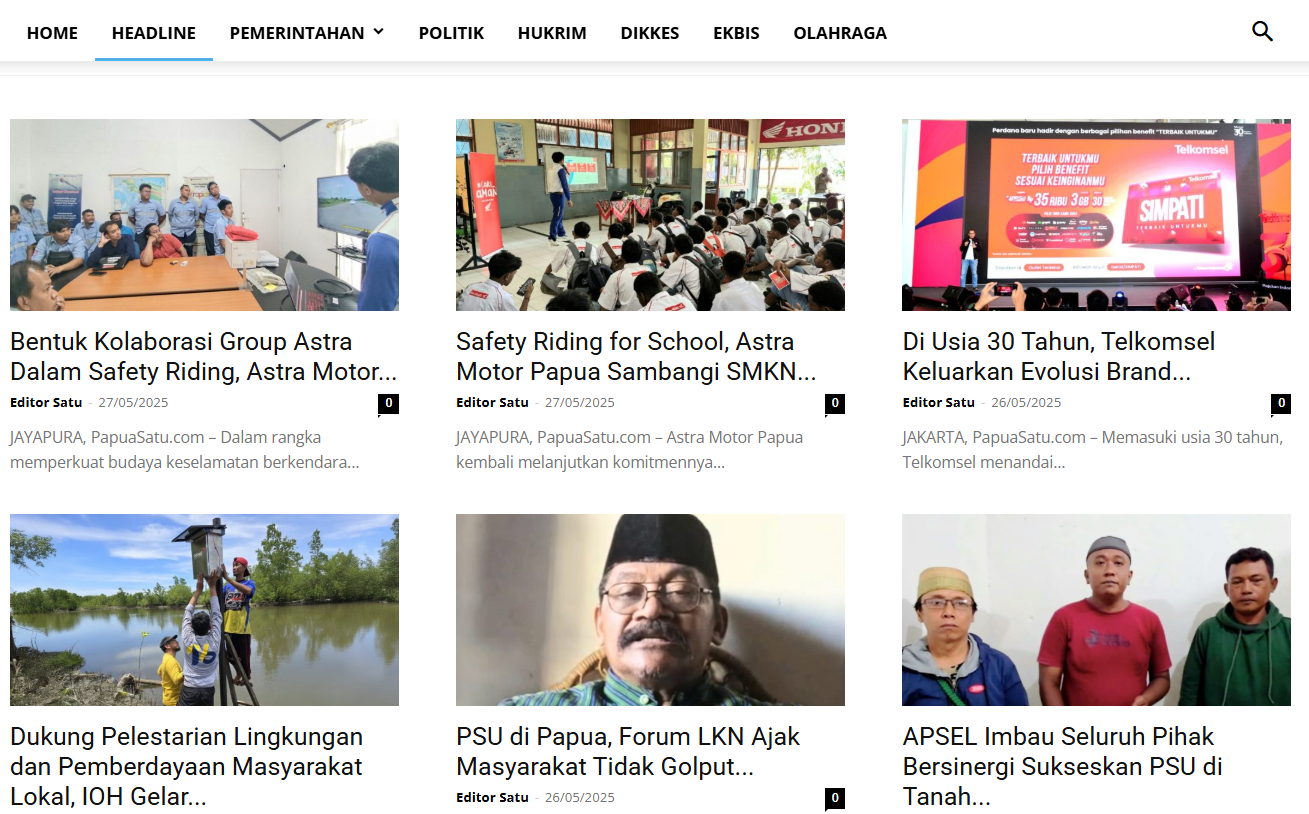 HOME HEADLINE PEMERINTAHAN POLITIK HUKRIM DIKKES EKBIS OLAHRAGA
HOND
Perdana baru hadir dengan berbagai pilihan benefit "TERBAIK UNTUKMU"
Telkomsel
TERBAIK UNTUKMU
PILIH BENEFIT
SESUAI KEINGINANMU
35 RIBU 3 GB 30
SIMPATI
TERBAIK UNTUKMU
Bentuk Kolaborasi Group Astra
Dalam Safety Riding, Astra Motor...
Editor Satu - 27/05/2025 0
JAYAPURA, PapuaSatu.com – Dalam rangka
memperkuat budaya keselamatan berkendara...
Safety Riding for School, Astra
Motor Papua Sambangi SMKN...
Editor Satu - 27/05/2025 0
JAYAPURA, PapuaSatu.com – Astra Motor Papua
kembali melanjutkan komitmennya...
Di Usia 30 Tahun, Telkomsel
Keluarkan Evolusi Brand...
Editor Satu - 26/05/2025 0
JAKARTA, PapuaSatu.com – Memasuki usia 30 tahun,
Telkomsel menandai...
Dukung Pelestarian Lingkungan
dan Pemberdayaan Masyarakat
Lokal, IOH Gelar...
PSU di Papua, Forum LKN Ajak
Masyarakat Tidak Golput...
Editor Satu - 26/05/2025 0
APSEL Imbau Seluruh Pihak
Bersinergi Sukseskan PSU di
Tanah...